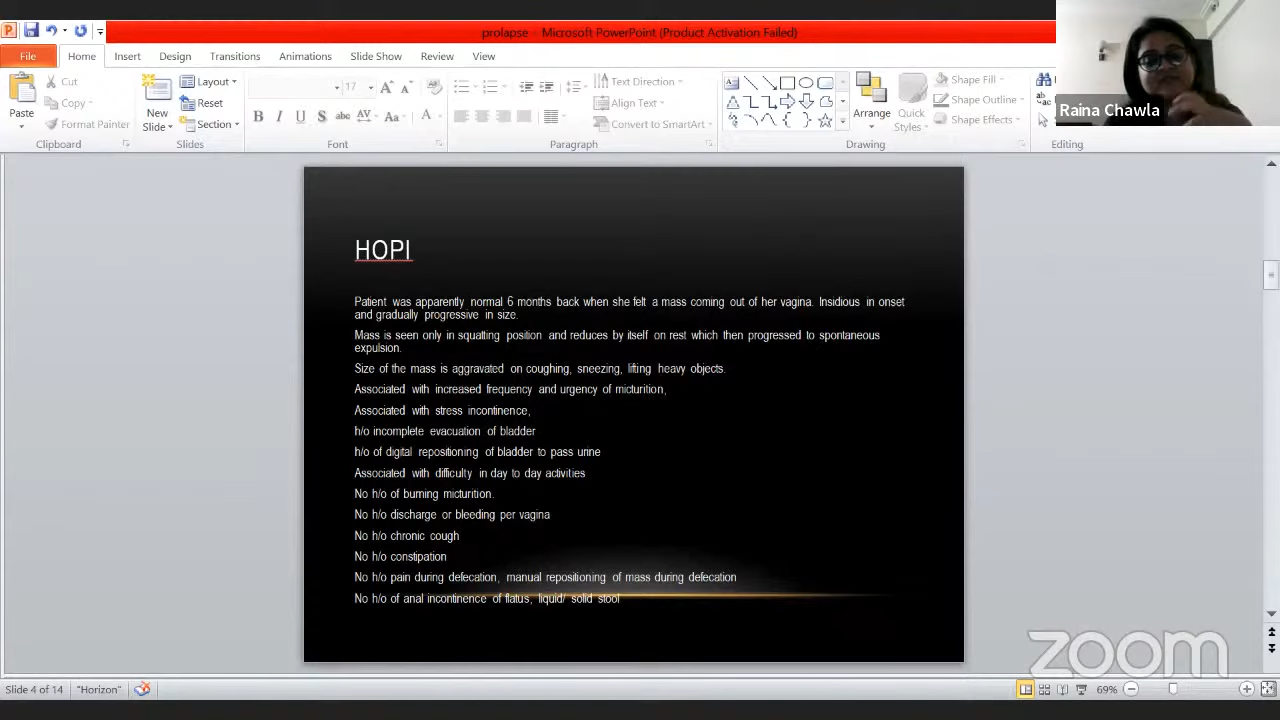 prolapse - Microsoft PowerPoint (Product Activation Failed)
File Home Insert Design Transitions Animations Slide Show Review View
Paste
Cut
Copy
Format Painter
Clipboard
New
Slide
Layout
Reset
Section
Slides
17
B I U S abc AV Aa A
Font
Text Direction
Align Text
Convert to SmartArt
Paragraph
Arrange
Quick
Styles
Shape Fill
Shape Outline
Shape Effects
Drawing
Editing
Raina Chawla
HOPI
Patient was apparently normal 6 months back when she felt a mass coming out of her vagina. Insidious in onset
and gradually progressive in size.
Mass is seen only in squatting position and reduces by itself on rest which then progressed to spontaneous
expulsion.
Size of the mass is aggravated on coughing, sneezing, lifting heavy objects.
Associated with increased frequency and urgency of micturition,
Associated with stress incontinence,
h/o incomplete evacuation of bladder
h/o of digital repositioning of bladder to pass urine
Associated with difficulty in day to day activities
No h/o of burning micturition.
No h/o discharge or bleeding per vagina
No h/o chronic cough
No h/o constipation
No h/o pain during defecation, manual repositioning of mass during defecation
No h/o of anal incontinence of flatus, liquid/ solid stool
zoom
Slide 4 of 14 "Horizon" 69%